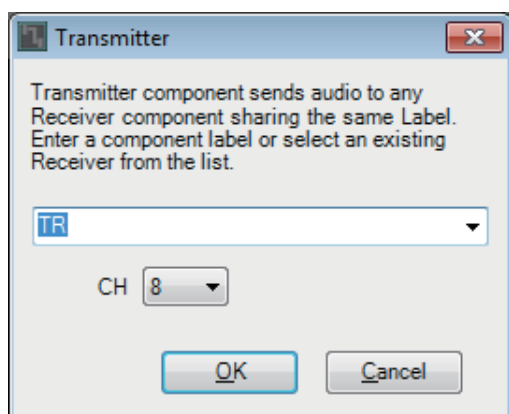 Transmitter
Transmitter component sends audio to any
Receiver component sharing the same Label.
Enter a component label or select an existing
Receiver from the list.
TR
CH 8
OK Cancel